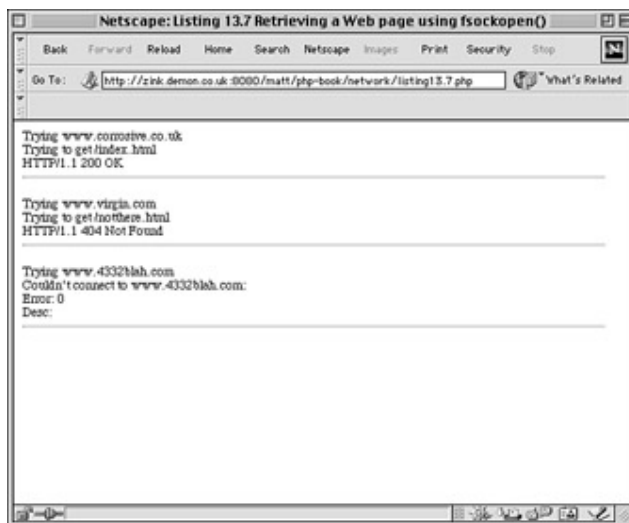 Netscape: Listing 13.7 Retrieving a Web page using fsockopen()
Back Forward Reload Home Search Netscape Images Print Security Stop N
Go To: http://zink.demon.co.uk:8080/matt/php-book/network/listing13.7.php What's Related
Trying www.corrosive.co.uk
Trying to get /index.html
HTTP/1.1 200 OK
Trying www.virgin.com
Trying to get /notthere.html
HTTP/1.1 404 Not Found
Trying www.4332blah.com
Couldn't connect to www.4332blah.com:
Error: 0
Desc: